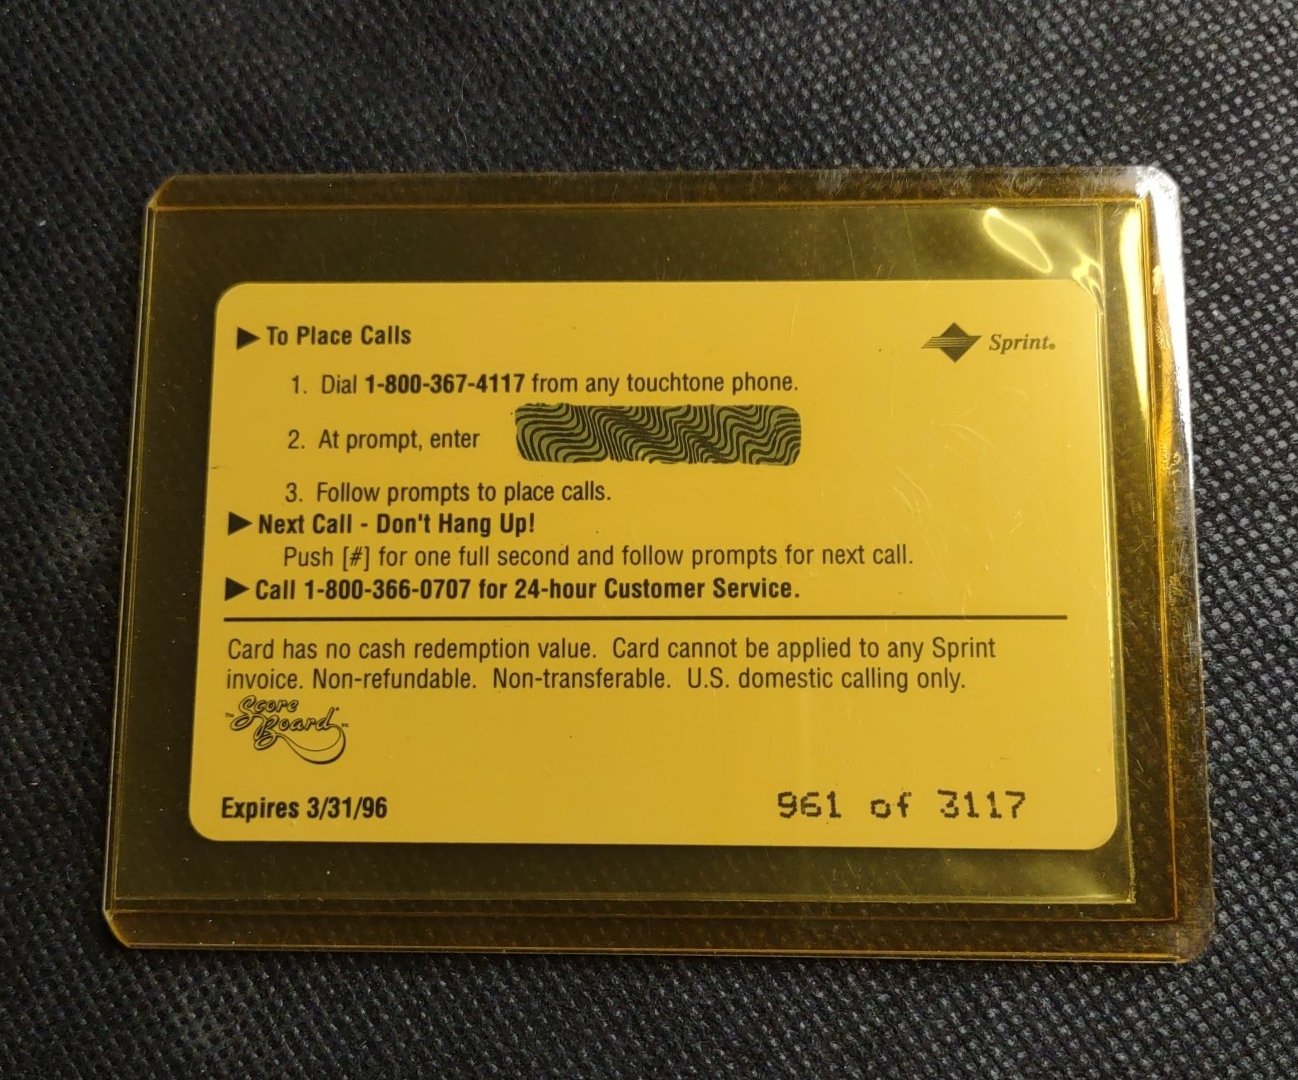 ▶ To Place Calls
Sprint.
1. Dial 1-800-367-4117 from any touchtone phone.
2. At prompt, enter
3. Follow prompts to place calls.
▶ Next Call - Don't Hang Up!
Push [#] for one full second and follow prompts for next call.
▶ Call 1-800-366-0707 for 24-hour Customer Service.
Card has no cash redemption value. Card cannot be applied to any Sprint
invoice. Non-refundable. Non-transferable. U.S. domestic calling only.
The Score
Board Inc
Expires 3/31/96
961 of 3117